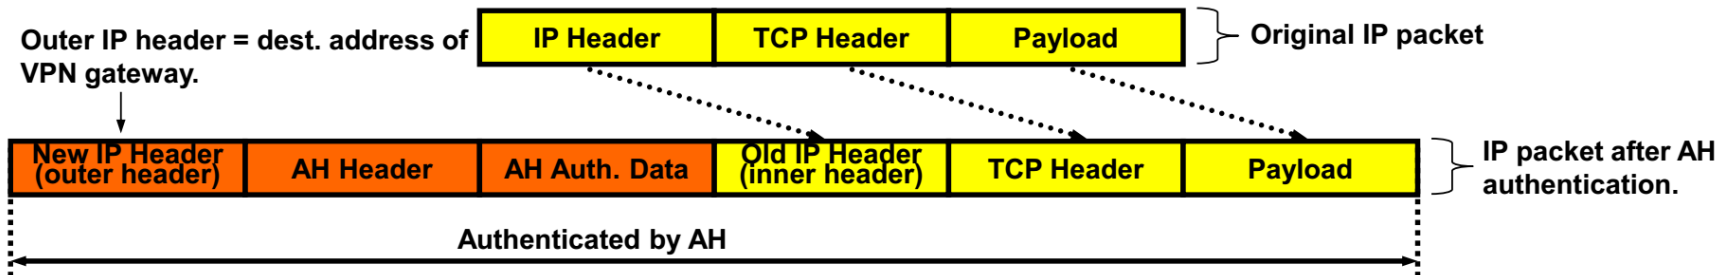 Outer IP header = dest. address of
VPN gateway.
IP Header
TCP Header
Payload
Original IP packet
New IP Header
(outer header)
AH Header
AH Auth. Data
Old IP Header
(inner header)
TCP Header
Payload
IP packet after AH
authentication.
Authenticated by AH